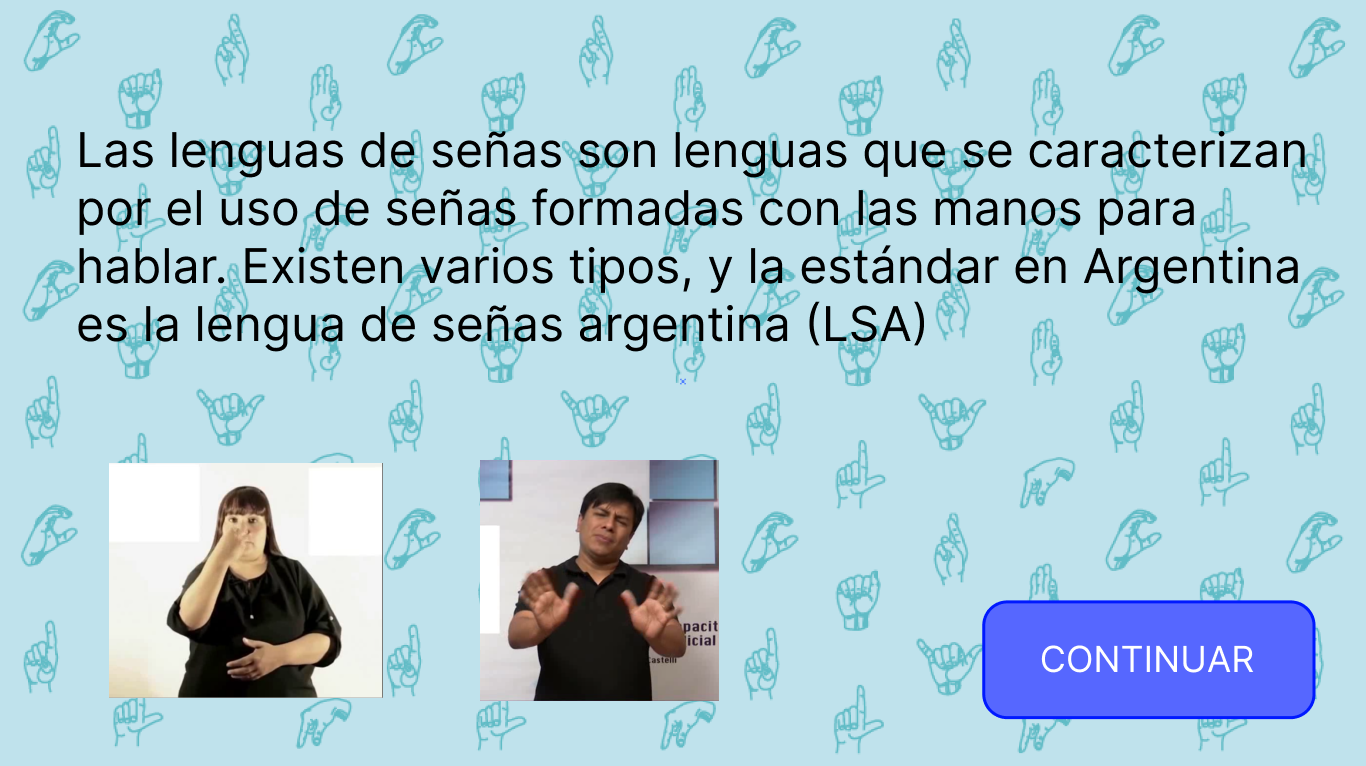 Las lenguas de señas son lenguas que se caracterizan
por el uso de señas formadas con las manos para
hablar. Existen varios tipos, y la estándar en Argentina
es la lengua de señas argentina (LSA)
pacit
icial
Castelli
CONTINUAR